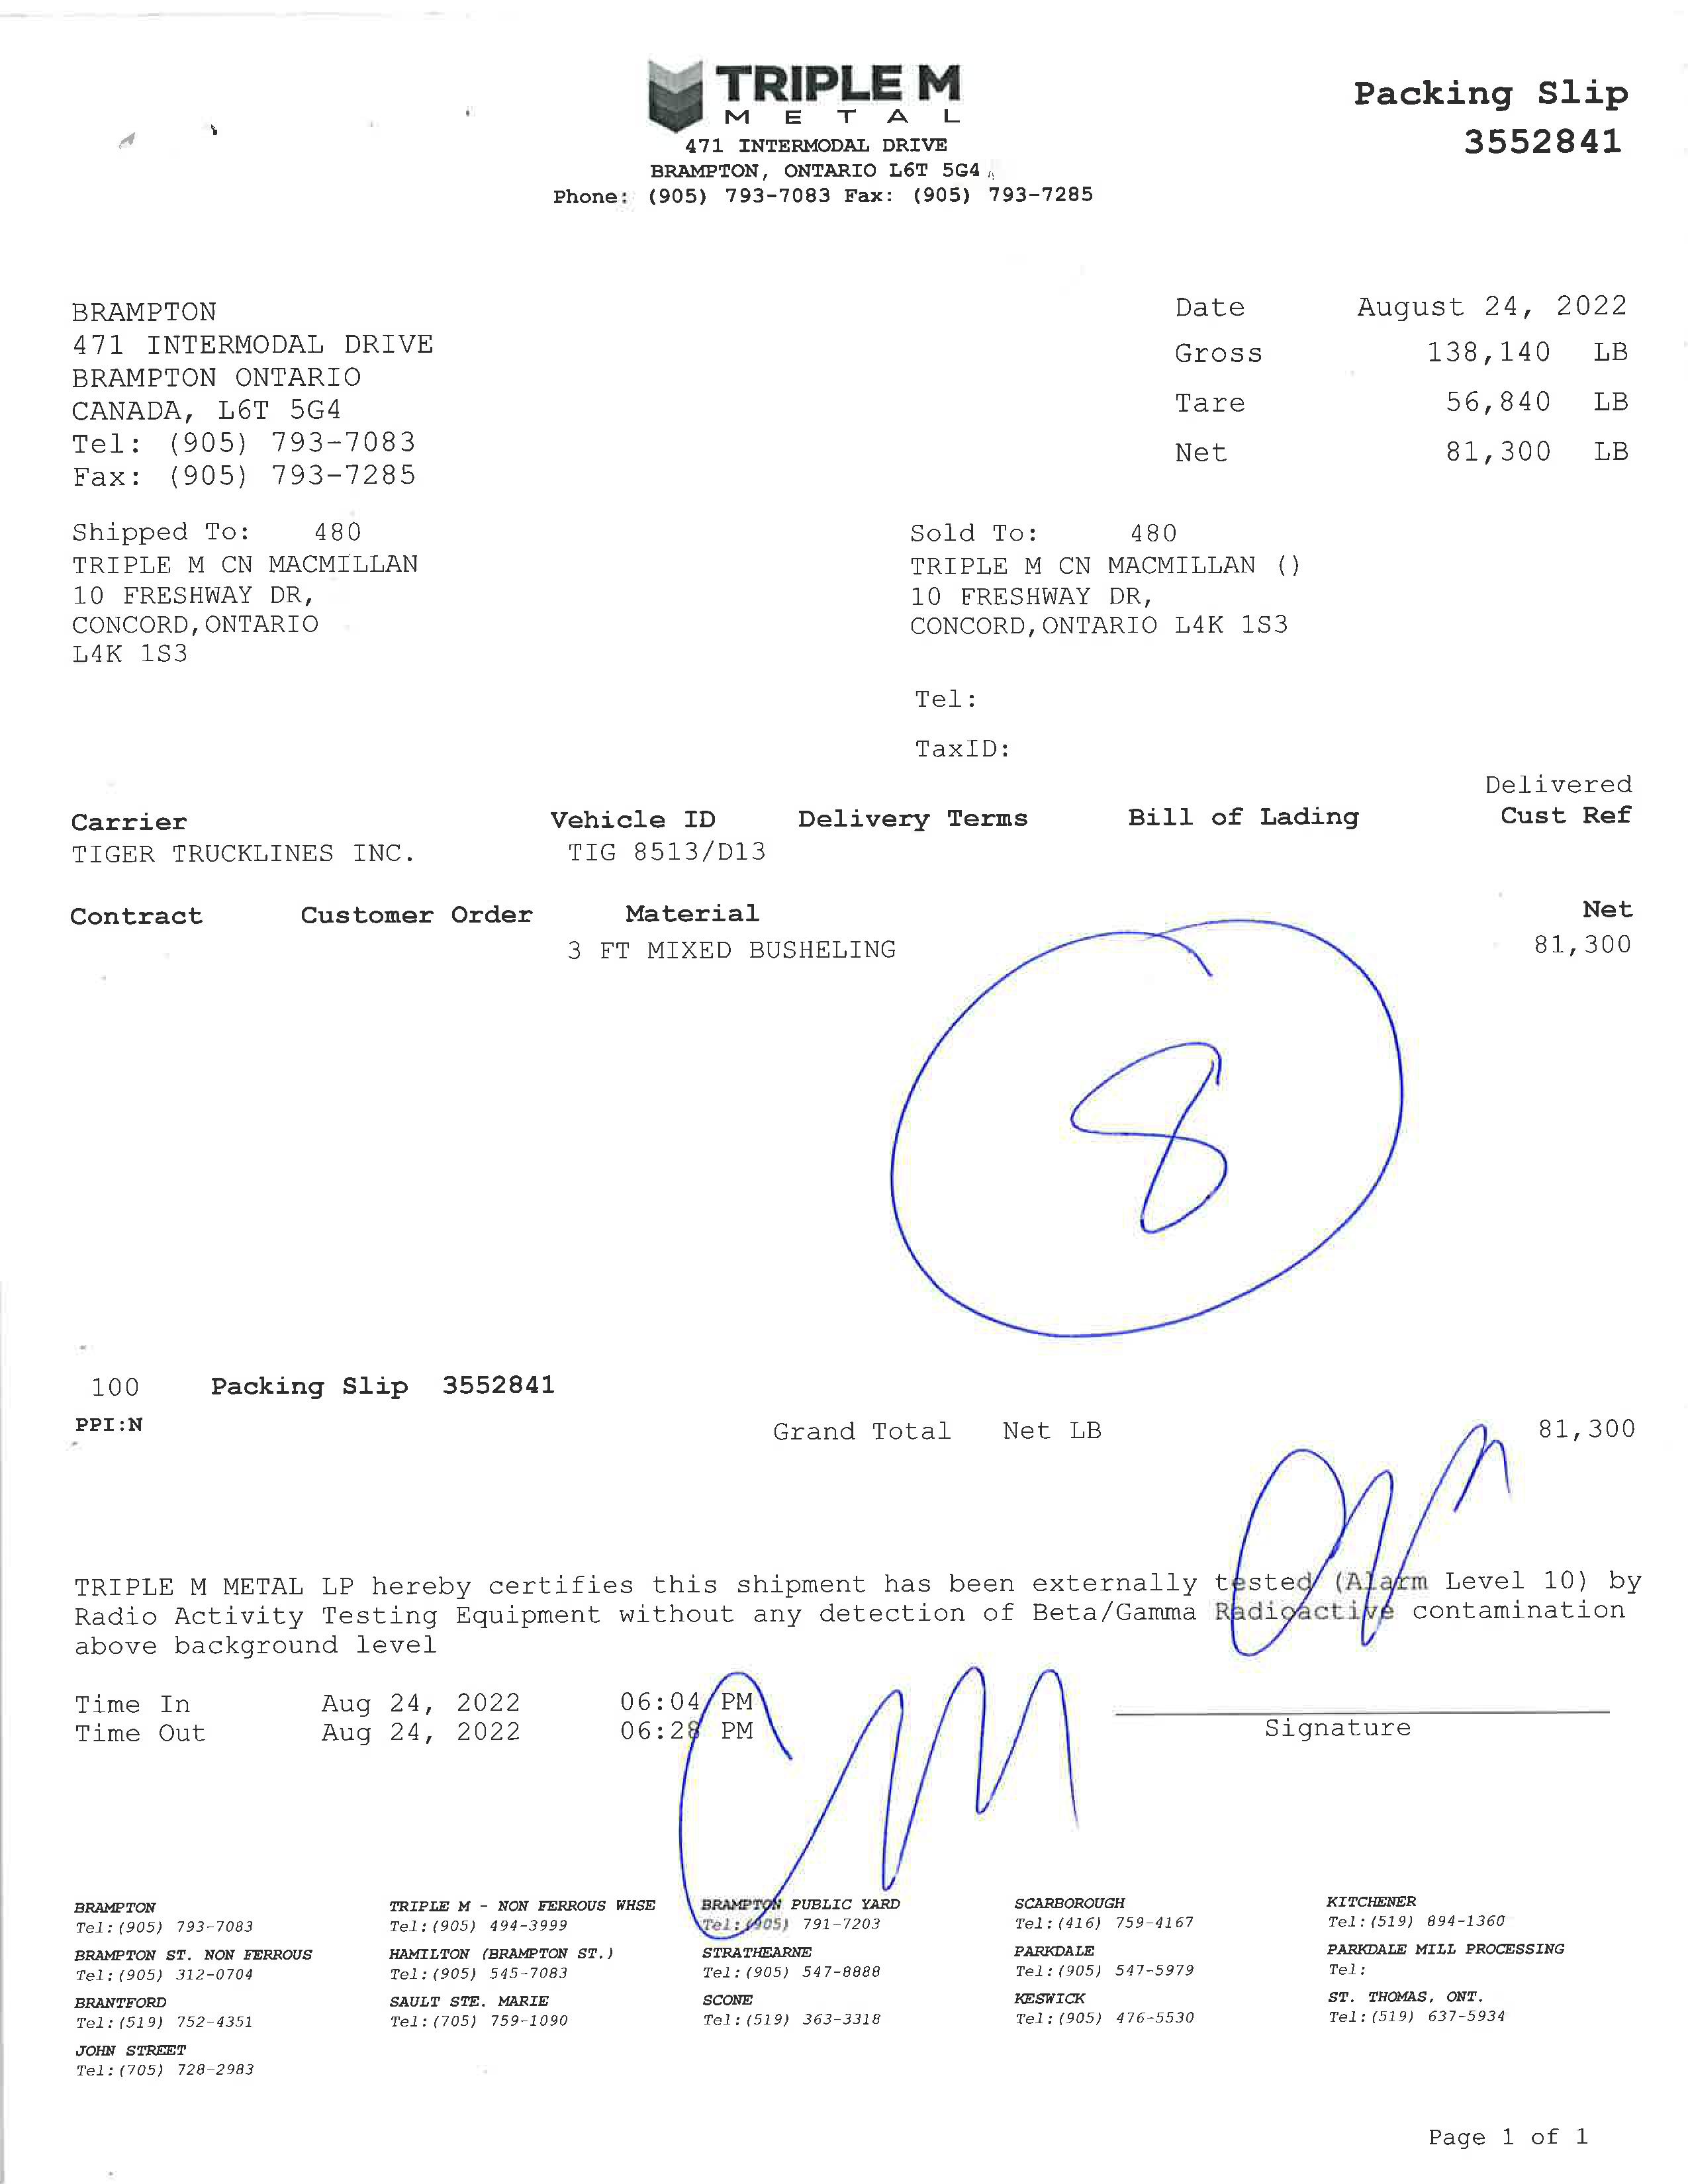 TRIPLE M
METAL
471 INTERMODAL DRIVE
BRAMPTON, ONTARIO L6T 5G4
Phone: (905) 793-7083 Fax: (905) 793-7285
Packing Slip
3552841
BRAMPTON
471 INTERMODAL DRIVE
BRAMPTON ONTARIO
CANADA, L6T 5G4
Tel: (905) 793-7083
Fax: (905) 793-7285
Date August 24, 2022
Gross 138,140 LB
Tare 56,840 LB
Net 81,300 LB
Shipped To: 480
TRIPLE M CN MACMILLAN
10 FRESHWAY DR,
CONCORD, ONTARIO
L4K 1S3
Sold To: 480
TRIPLE M CN MACMILLAN ()
10 FRESHWAY DR,
CONCORD, ONTARIO L4K 1S3
Tel:
TaxID:
Delivered
Carrier Vehicle ID Delivery Terms Bill of Lading Cust Ref
TIGER TRUCKLINES INC. TIG 8513/D13
Contract Customer Order Material Net
3 FT MIXED BUSHELING 81,300
8
100 Packing Slip 3552841
PPI:N
Grand Total Net LB 81,300
TRIPLE M METAL LP hereby certifies this shipment has been externally tested (Alarm Level 10) by
Radio Activity Testing Equipment without any detection of Beta/Gamma Radioactive contamination
above background level
Time In Aug 24, 2022 06:04 PM
Time Out Aug 24, 2022 06:28 PM
Signature
BRAMPTON TRIPLE M - NON FERROUS WHSE BRAMPTON PUBLIC YARD SCARBOROUGH KITCHENER
Tel:(905) 793-7083 Tel:(905) 494-3999 Tel:(905) 791-7203 Tel:(416) 759-4167 Tel:(519) 894-1360
BRAMPTON ST. NON FERROUS HAMILTON (BRAMPTON ST.) STRATHEARNE PARKDALE PARKDALE MILL PROCESSING
Tel:(905) 312-0704 Tel:(905) 545-7083 Tel:(905) 547-8888 Tel:(905) 547-5979 Tel:
BRANTFORD SAULT STE. MARIE SCONE KESWICK ST. THOMAS, ONT.
Tel:(519) 752-4351 Tel:(705) 759-1090 Tel:(519) 363-3318 Tel:(905) 476-5530 Tel:(519) 637-5934
JOHN STREET
Tel:(705) 728-2983
Page 1 of 1